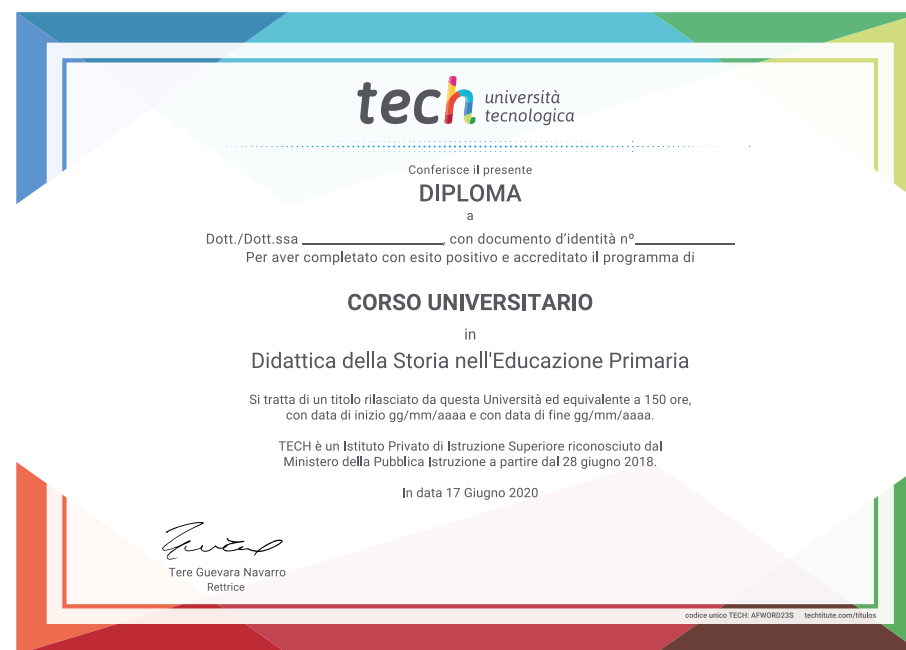 tech università
tecnologica
Conferisce il presente
DIPLOMA
a
Dott./Dott.ssa ____________________, con documento d'identità nº______________
Per aver completato con esito positivo e accreditato il programma di
CORSO UNIVERSITARIO
in
Didattica della Storia nell'Educazione Primaria
Si tratta di un titolo rilasciato da questa Università ed equivalente a 150 ore,
con data di inizio gg/mm/aaaa e con data di fine gg/mm/aaaa.
TECH è un Istituto Privato di Istruzione Superiore riconosciuto dal
Ministero della Pubblica Istruzione a partire dal 28 giugno 2018.
In data 17 Giugno 2020
Tere Guevara Navarro
Rettrice
codice unico TECH: AFWORD23S techtitute.com/títulos